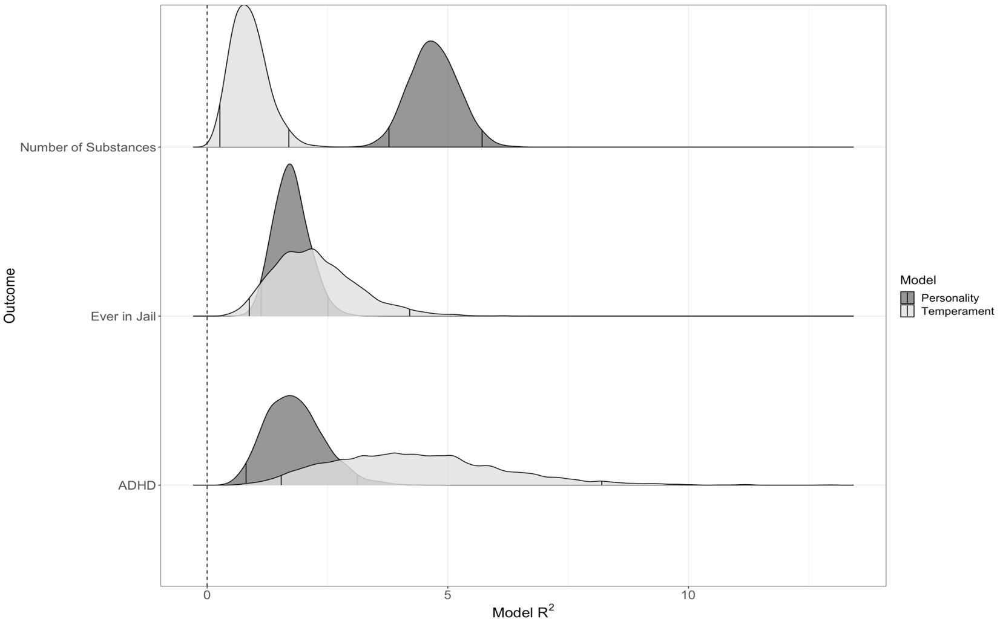 Number of Substances
Ever in Jail
ADHD
Outcome
0 5 10
Model R²
Model
Personality
Temperament